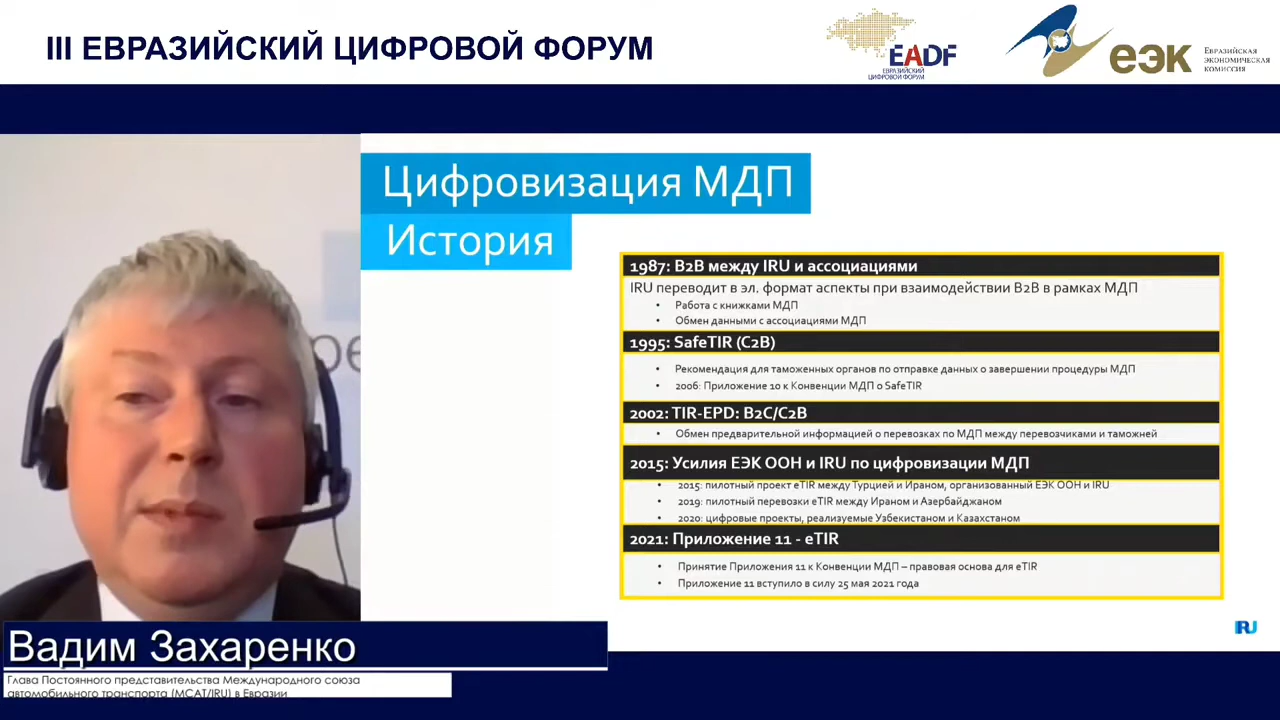 III ЕВРАЗИЙСКИЙ ЦИФРОВОЙ ФОРУМ
EADF
ЕВРАЗИЙСКИЙ
ЦИФРОВОЙ ФОРУМ
ЕЭК
ЕВРАЗИЙСКАЯ
ЭКОНОМИЧЕСКАЯ
КОМИССИЯ
Цифровизация МДП
История
1987: B2B между IRU и ассоциациями
IRU переводит в эл. формат аспекты при взаимодействии B2B в рамках МДП
• Работа с книжками МДП
• Обмен данными с ассоциациями МДП
1995: SafeTIR (C2B)
• Рекомендация для таможенных органов по отправке данных о завершении процедуры МДП
• 2006: Приложение 10 к Конвенции МДП о SafeTIR
2002: TIR-EPD: B2C/C2B
• Обмен предварительной информацией о перевозках по МДП между перевозчиками и таможней
2015: Усилия ЕЭК ООН и IRU по цифровизации МДП
• 2015: пилотный проект eTIR между Турцией и Ираном, организованный ЕЭК ООН и IRU
• 2019: пилотный перевозки eTIR между Ираном и Азербайджаном
• 2020: цифровые проекты, реализуемые Узбекистаном и Казахстаном
2021: Приложение 11 - eTIR
• Принятие Приложения 11 к Конвенции МДП – правовая основа для eTIR
• Приложение 11 вступило в силу 25 мая 2021 года
IRU
Вадим Захаренко
Глава Постоянного представительства Международного союза
автомобильного транспорта (МСАТ/IRU) в Евразии